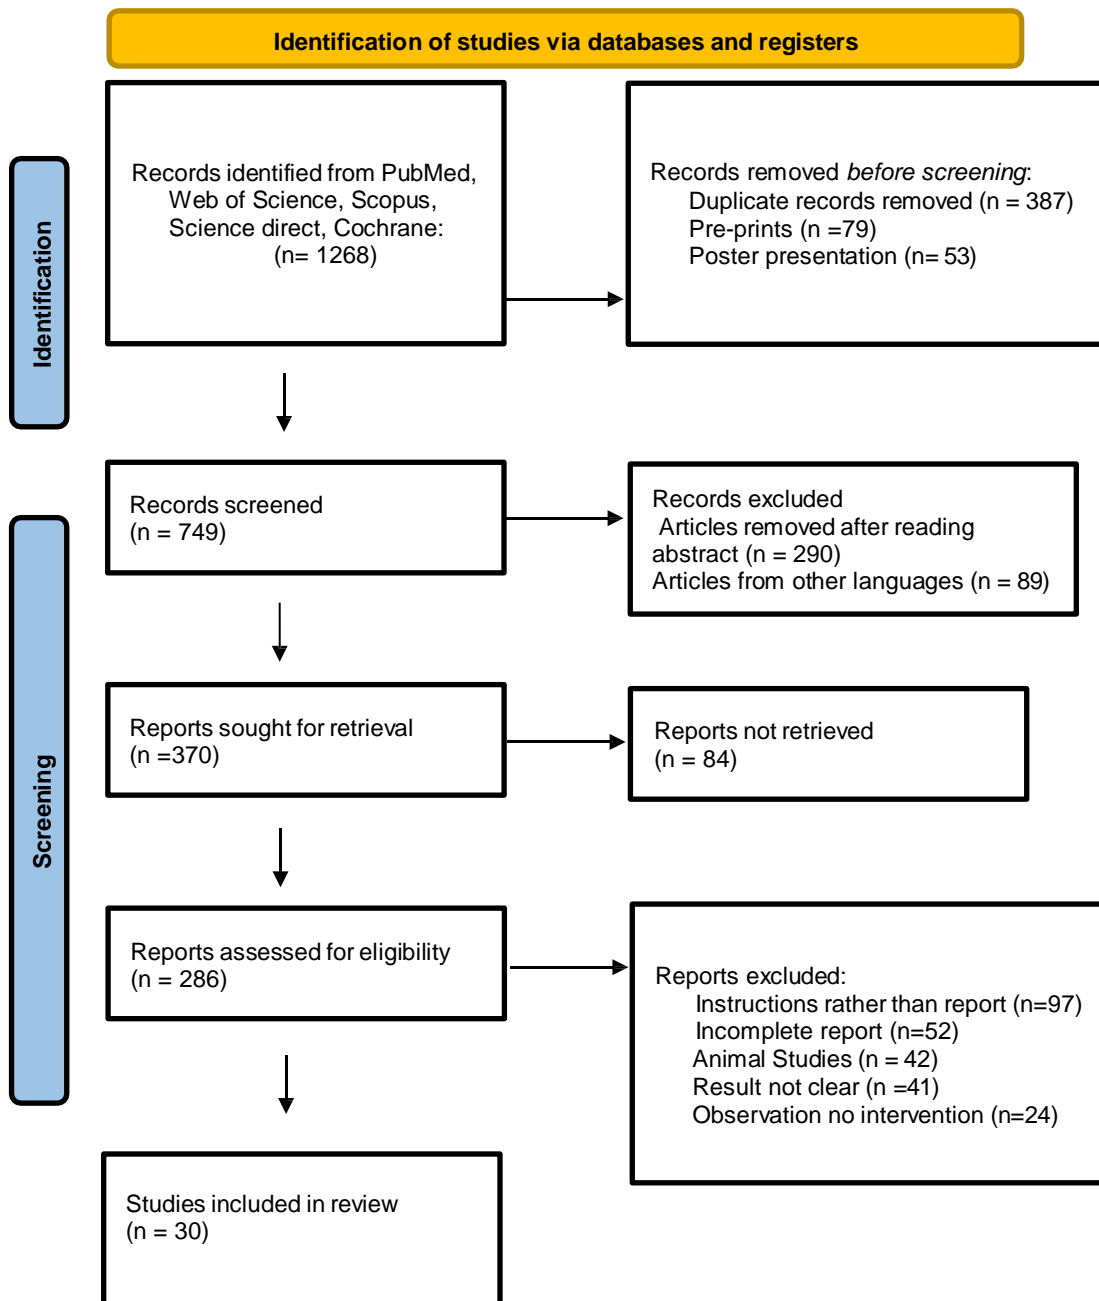 Identification of studies via databases and registers
Identification
Records identified from PubMed,
Web of Science, Scopus,
Science direct, Cochrane:
(n= 1268)
Records removed before screening:
Duplicate records removed (n = 387)
Pre-prints (n =79)
Poster presentation (n= 53)
Screening
Records screened
(n = 749)
Records excluded
Articles removed after reading
abstract (n = 290)
Articles from other languages (n = 89)
Reports sought for retrieval
(n =370)
Reports not retrieved
(n = 84)
Reports assessed for eligibility
(n = 286)
Reports excluded:
Instructions rather than report (n=97)
Incomplete report (n=52)
Animal Studies (n = 42)
Result not clear (n =41)
Observation no intervention (n=24)
Studies included in review
(n = 30)